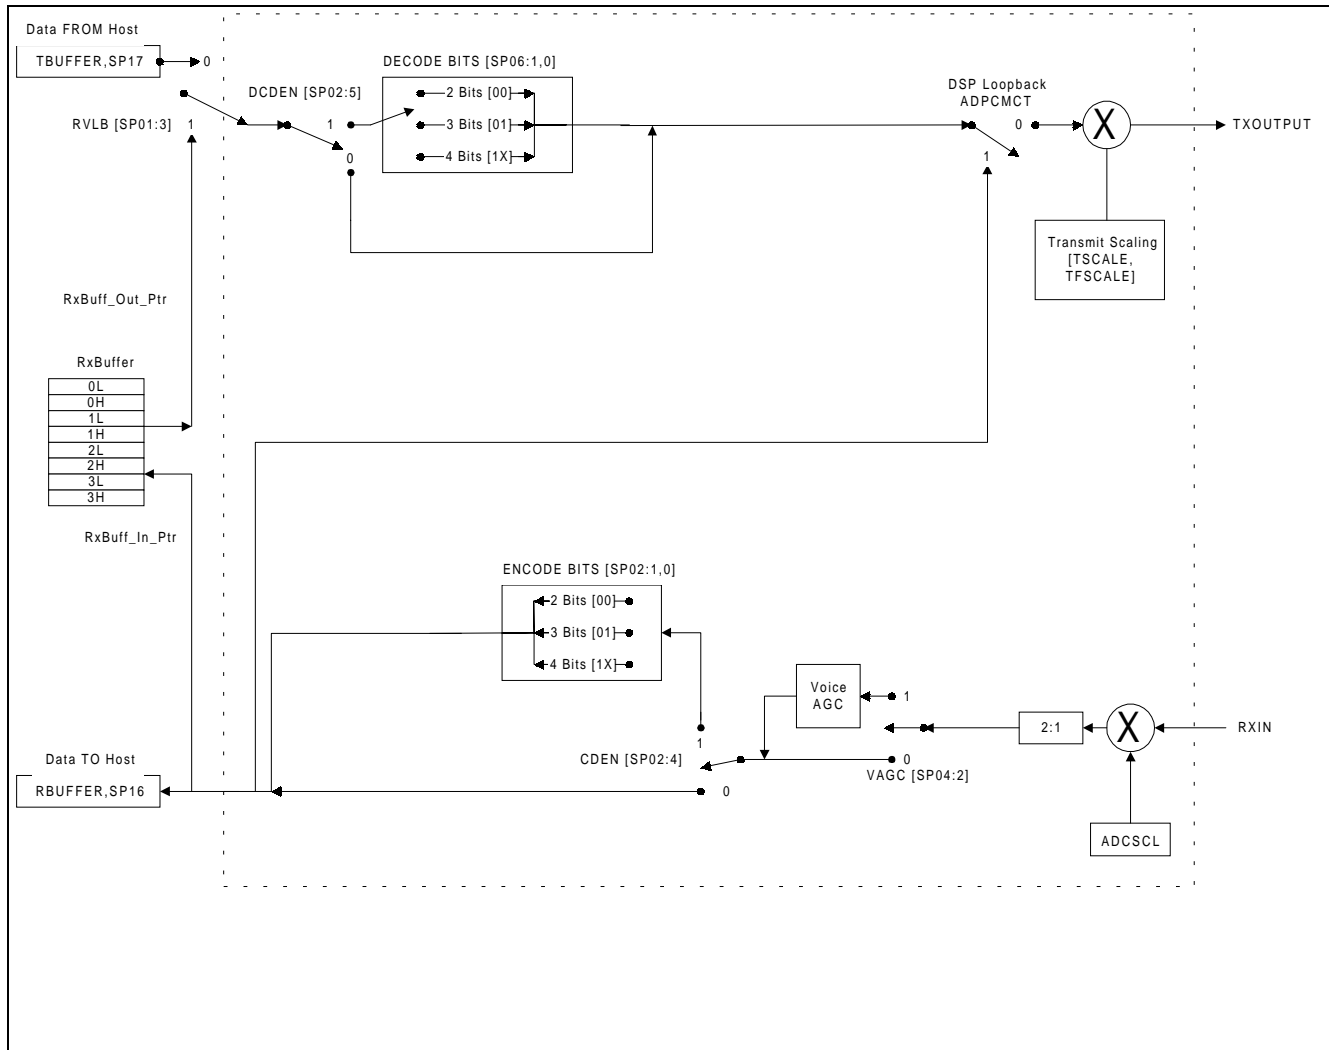 Data FROM Host
TBUFFER,SP17
0
RVLB [SP01:3]
1
DCDEN [SP02:5]
1
0
DECODE BITS [SP06:1,0]
2 Bits [00]
3 Bits [01]
4 Bits [1X]
DSP Loopback
ADPCMCT
0
1
X
TXOUTPUT
Transmit Scaling
[TSCALE,
TFSCALE]
RxBuff_Out_Ptr
RxBuffer
0L
0H
1L
1H
2L
2H
3L
3H
RxBuff_In_Ptr
ENCODE BITS [SP02:1,0]
2 Bits [00]
3 Bits [01]
4 Bits [1X]
Voice
AGC
1
0
VAGC [SP04:2]
2:1
X
RXIN
ADCSCL
1
CDEN [SP02:4]
0
Data TO Host
RBUFFER,SP16